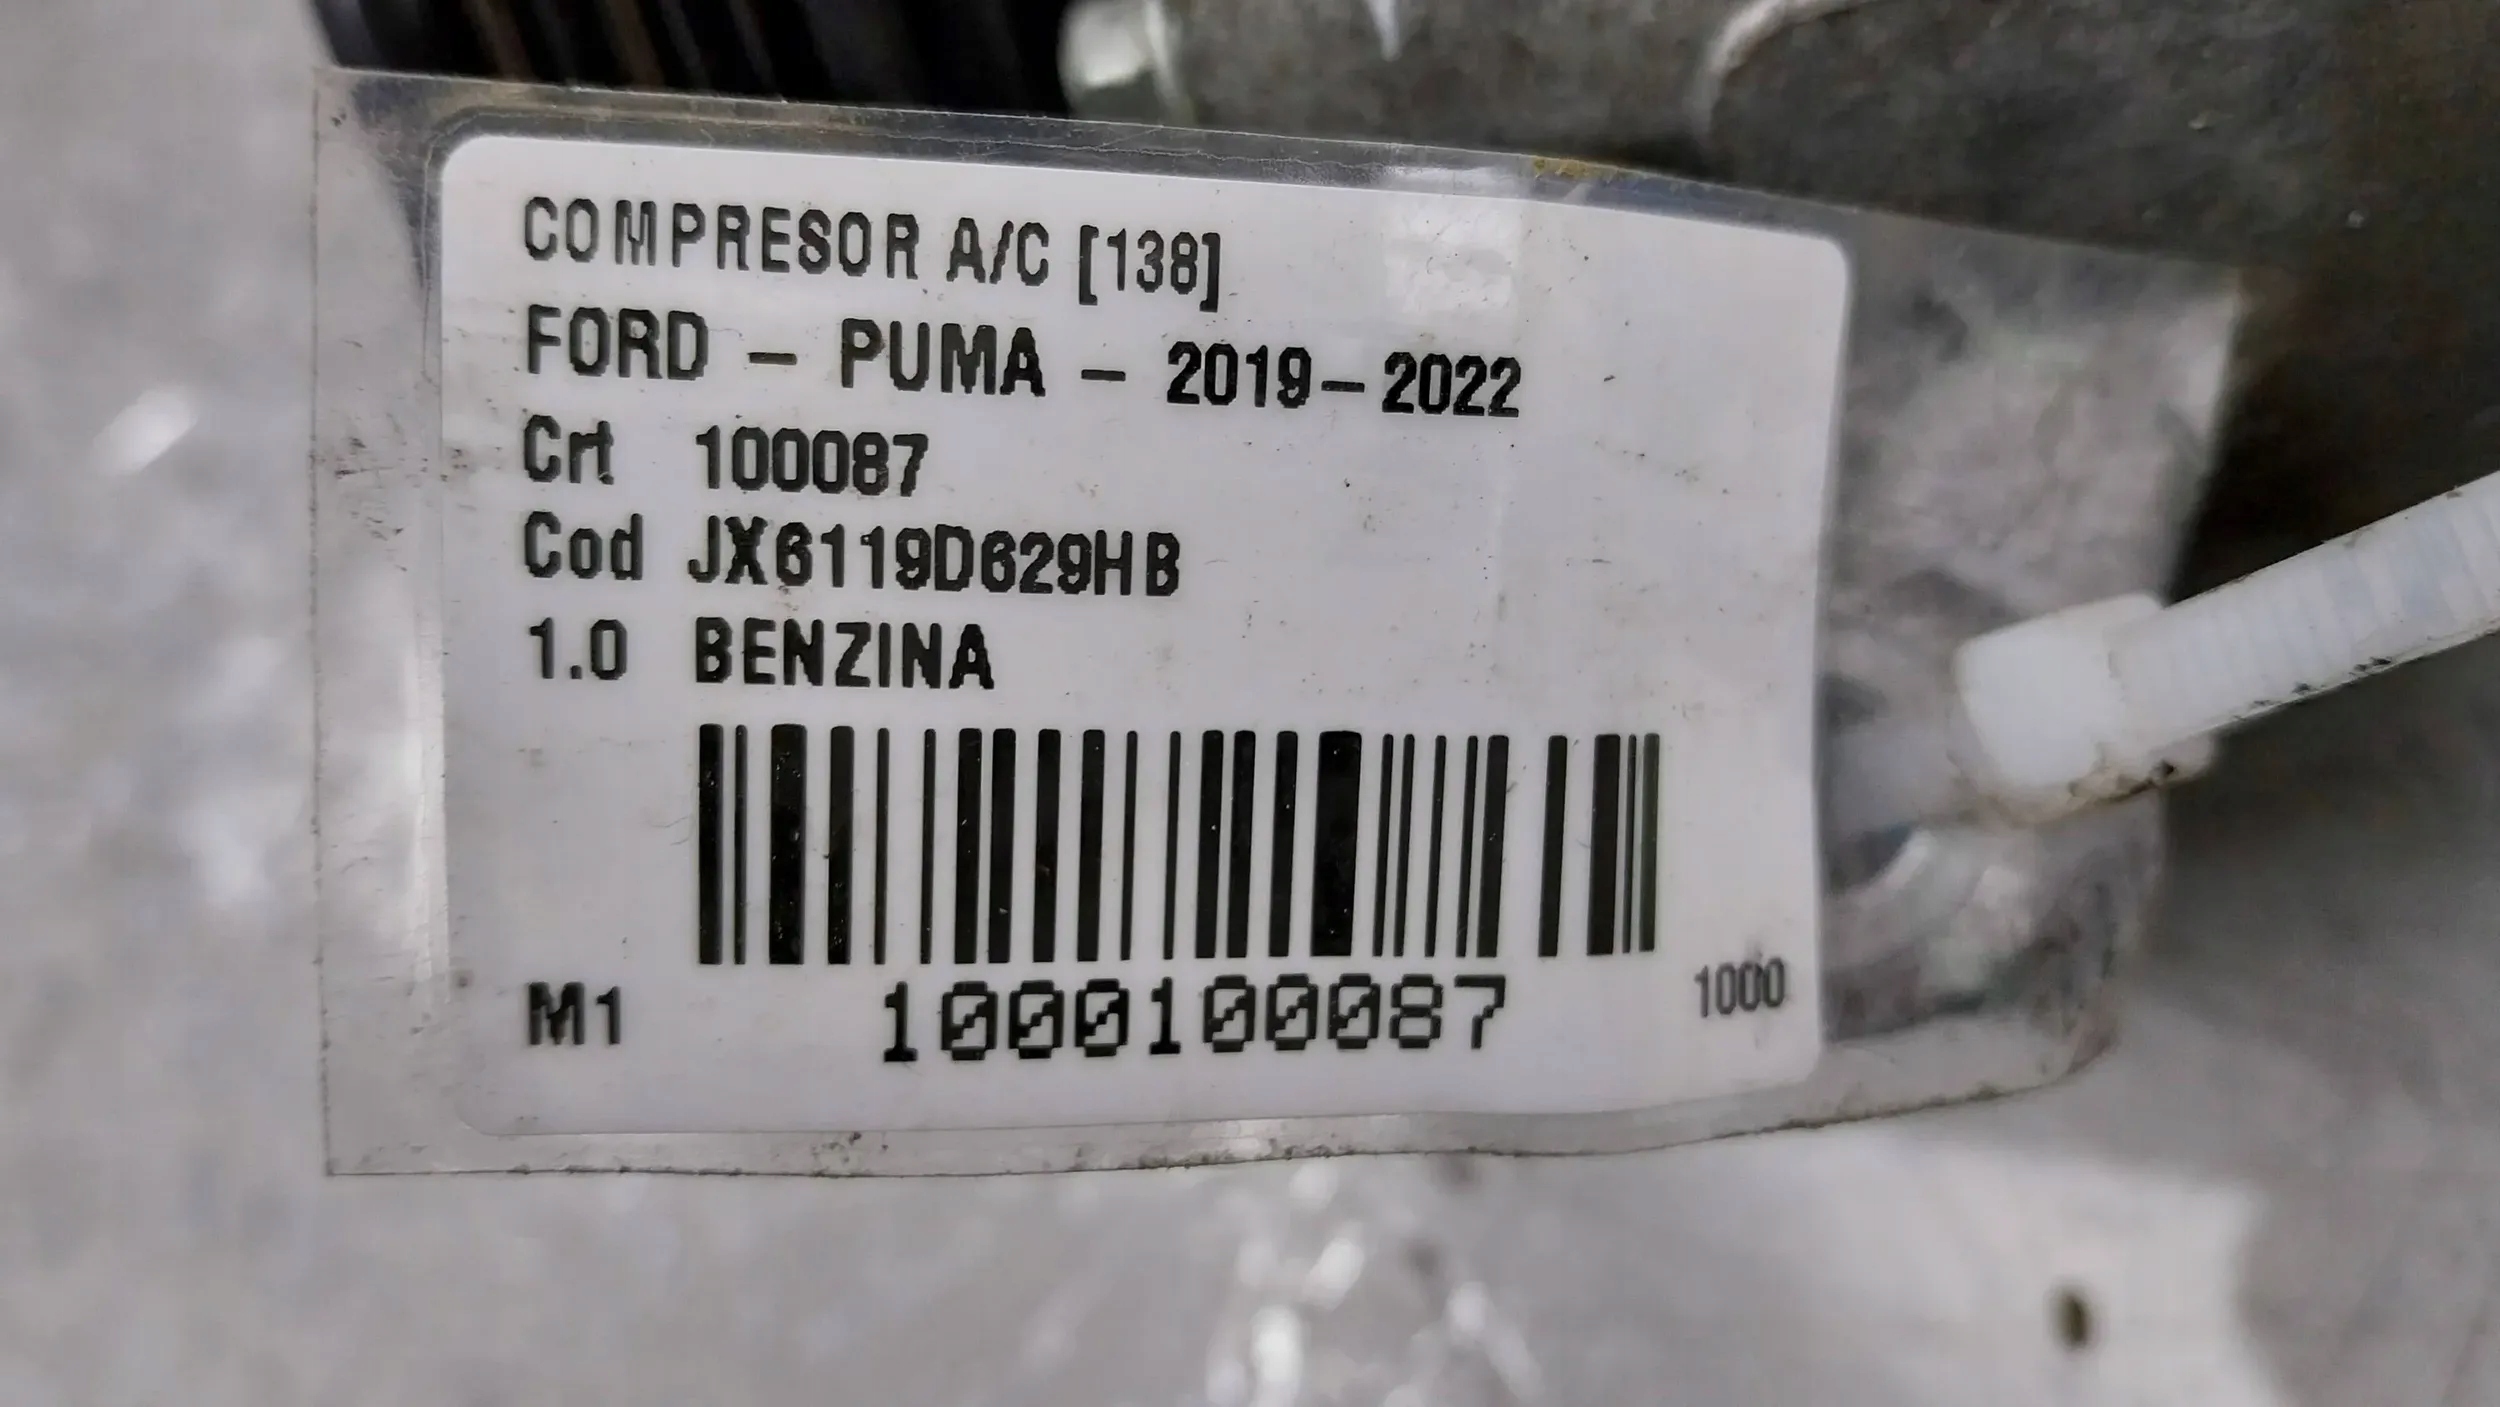 COMPRESOR A/C [138]
FORD - PUMA - 2019-2022
Crt 100087
Cod JX6119D629HB
1.0 BENZINA
M1 1000100087 1000